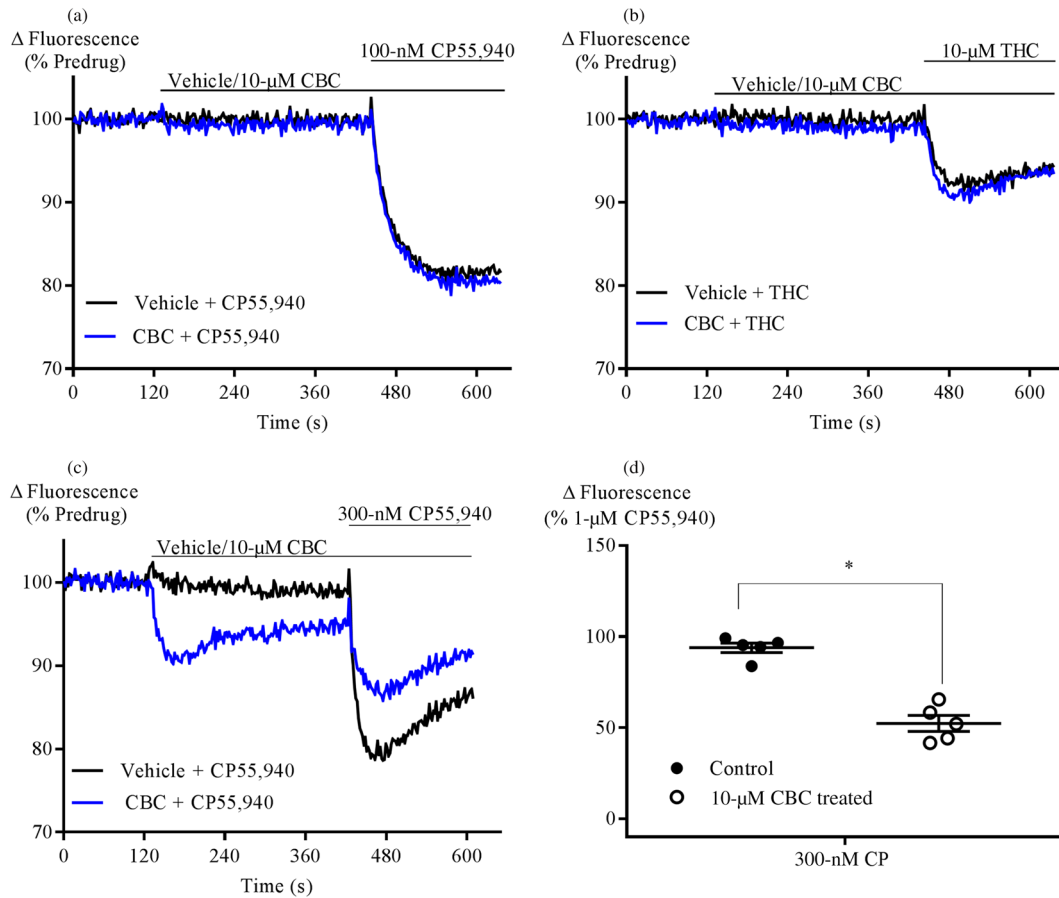 (a)
Δ Fluorescence
(% Predrug)
100-nM CP55,940
Vehicle/10-μM CBC
100
90
80
70
Vehicle + CP55,940
CBC + CP55,940
0 120 240 360 480 600
Time (s)
(b)
Δ Fluorescence
(% Predrug)
10-μM THC
Vehicle/10-μM CBC
100
90
80
70
Vehicle + THC
CBC + THC
0 120 240 360 480 600
Time (s)
(c)
Δ Fluorescence
(% Predrug)
300-nM CP55,940
Vehicle/10-μM CBC
100
90
80
70
Vehicle + CP55,940
CBC + CP55,940
0 120 240 360 480 600
Time (s)
(d)
Δ Fluorescence
(% 1-μM CP55,940)
150
100
50
0
*
Control
10-μM CBC treated
300-nM CP